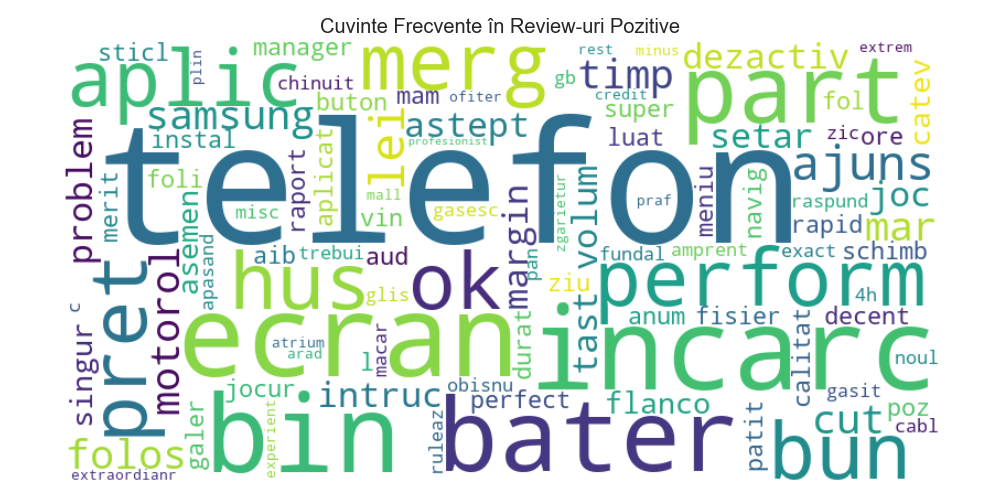 Cuvinte Frecvente în Review-uri Pozitive
sticl
manager
merg
rest
minus
dezactiv
extrem
plin
aplic
chinuit
gb
timp
part
catev
buton
mam
ofiter
credit
fol
samsung
lei
super
instal
astept
luat
setar
zic
ore
profesionist
problem
telefon
ajuns
foli
raport
aplicat
mall
volum
meniu
navig
raspund
joc
merit
asemen
misc
vin
gasesc
zgarietur
praf
rapid
mar
apasand
aib
trebui
aud
margin
pan
fundal
amprent
exact
schimb
pret
motorol
hus
glis
ok
ziu
perform
4h
c
singur
ecran
atrium
arad
macar
l
durat
tast
anum
fisier
decent
incarc
calitat
noul
jocur
intruc
obisnu
perfect
flanco
gasit
poz
cabl
folos
galer
bin
experient
ruleaz
bater
patit
cut
bun
extraordianr